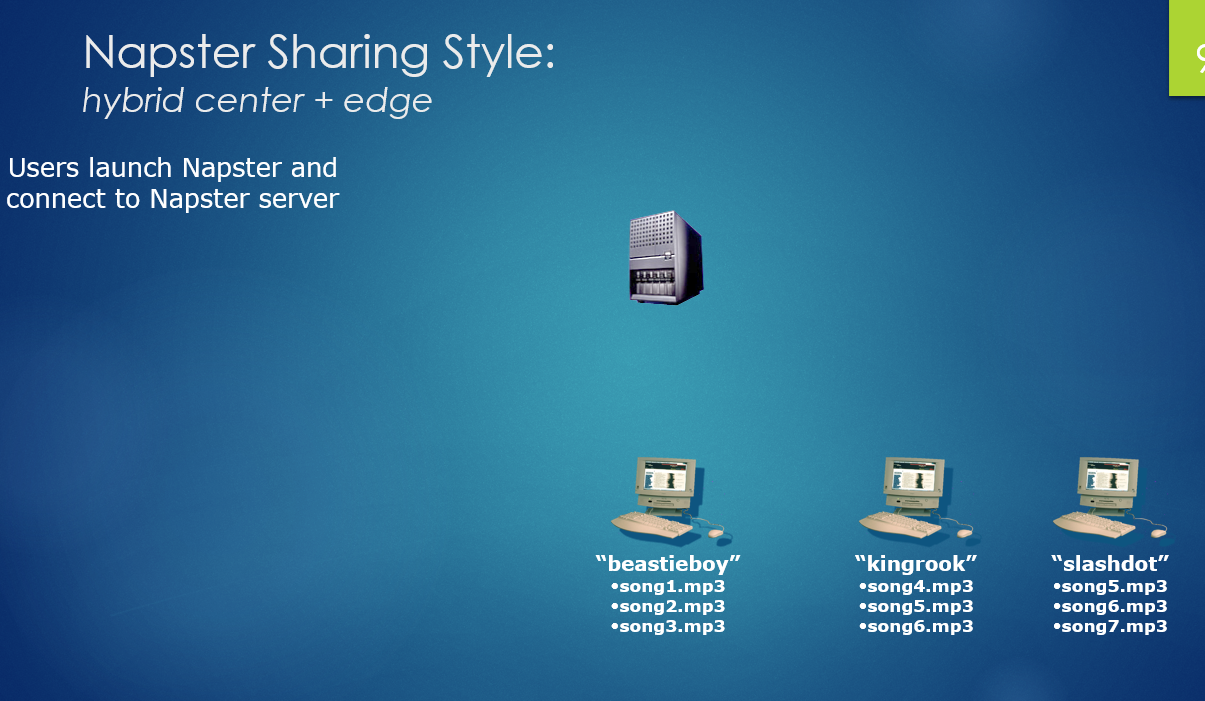 Napster Sharing Style:
hybrid center + edge
9
Users launch Napster and
connect to Napster server
“beastieboy”
•song1.mp3
•song2.mp3
•song3.mp3
“kingrook”
•song4.mp3
•song5.mp3
•song6.mp3
“slashdot”
•song5.mp3
•song6.mp3
•song7.mp3